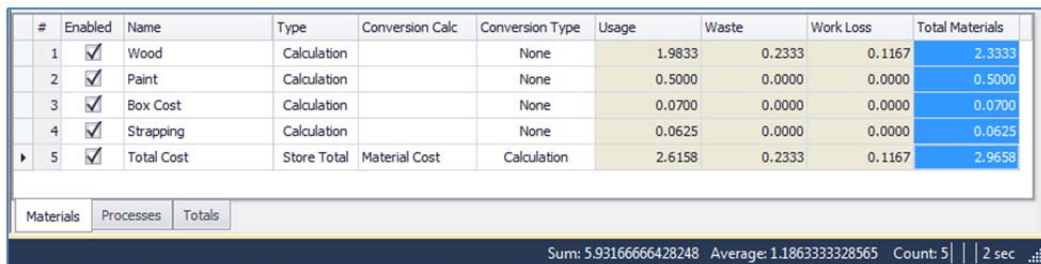 # Enabled Name Type Conversion Calc Conversion Type Usage Waste Work Loss Total Materials
1 Wood Calculation None 1.9833 0.2333 0.1167 2.3333
2 Paint Calculation None 0.5000 0.0000 0.0000 0.5000
3 Box Cost Calculation None 0.0700 0.0000 0.0000 0.0700
4 Strapping Calculation None 0.0625 0.0000 0.0000 0.0625
5 Total Cost Store Total Material Cost Calculation 2.6158 0.2333 0.1167 2.9658
Materials Processes Totals
Sum: 5.93166666428248 Average: 1.1863333328565 Count: 5 2 sec